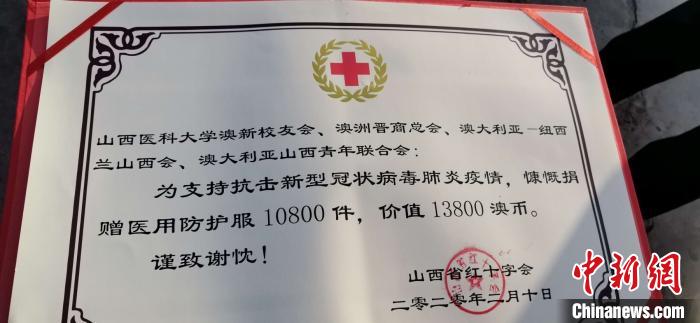 山西医科大学澳新校友会、澳洲晋商总会、澳大利亚-纽西
兰山西会、澳大利亚山西青年联合会：
为支持抗击新型冠状病毒肺炎疫情，慷慨捐
赠医用防护服 10800 件，价值 13800 澳币。
谨致谢忱！
山西省红十字会
二零二零年二月十日
中新网
Chinanews.com